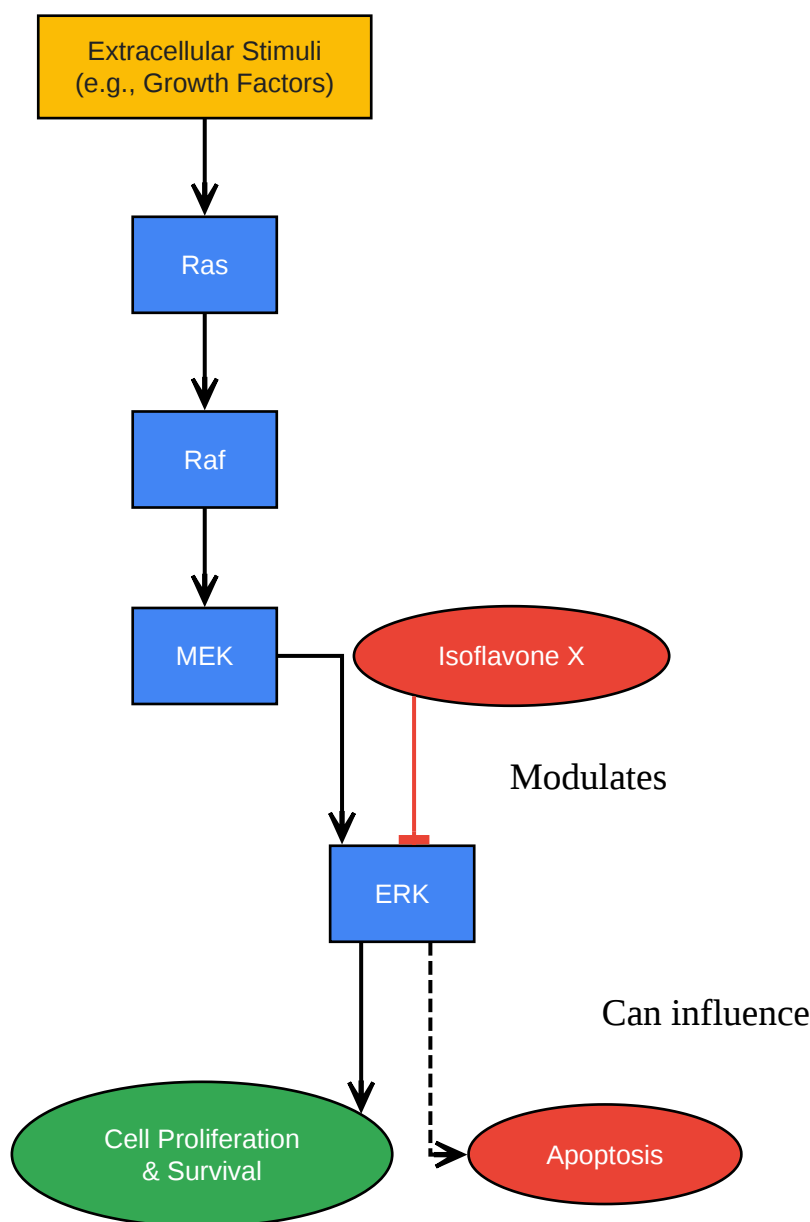 Extracellular Stimuli
(e.g., Growth Factors)
Ras
Raf
MEK
Isoflavone X
Modulates
ERK
Can influence
Cell Proliferation
& Survival
Apoptosis